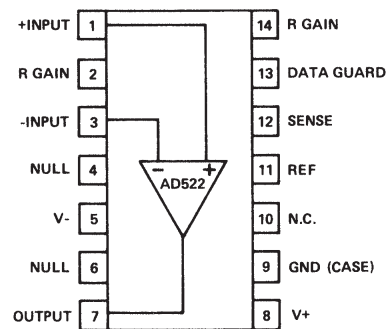 +INPUT 1 14 R GAIN
R GAIN 2 13 DATA GUARD
-INPUT 3 12 SENSE
NULL 4 - + 11 REF
AD522
V- 5 10 N.C.
NULL 6 9 GND (CASE)
OUTPUT 7 8 V+